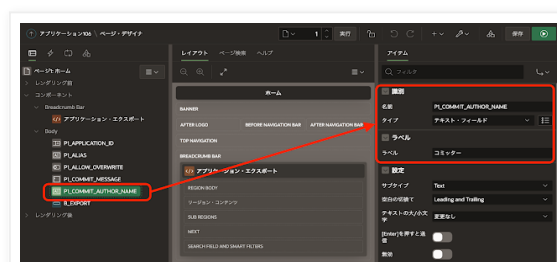 アプリケーション106 \ ページ・デザイナ
1
実行
保存
ページ1: ホーム
レンダリング前
コンポーネント
Breadcrumb Bar
アプリケーション・エクスポート
Body
P1_APPLICATION_ID
P1_ALIAS
P1_ALLOW_OVERWRITE
P1_COMMIT_MESSAGE
P1_COMMIT_AUTHOR_NAME
B_EXPORT
レンダリング後
レイアウト ページ検索 ヘルプ
ホーム
BANNER
AFTER LOGO BEFORE NAVIGATION BAR AFTER NAVIGATION BAR
TOP NAVIGATION
BREADCRUMB BAR
アプリケーション・エクスポート
REGION BODY
リージョン・コンテンツ
SUB REGIONS
NEXT
SEARCH FIELD AND SMART FILTERS
アイテム
フィルタ
識別
名前 P1_COMMIT_AUTHOR_NAME
タイプ テキスト・フィールド
ラベル
ラベル コミッター
設定
サブタイプ Text
空白の切捨て Leading and Trailing
テキストの大/小文字 変更なし
[Enter]を押すと送信
無効